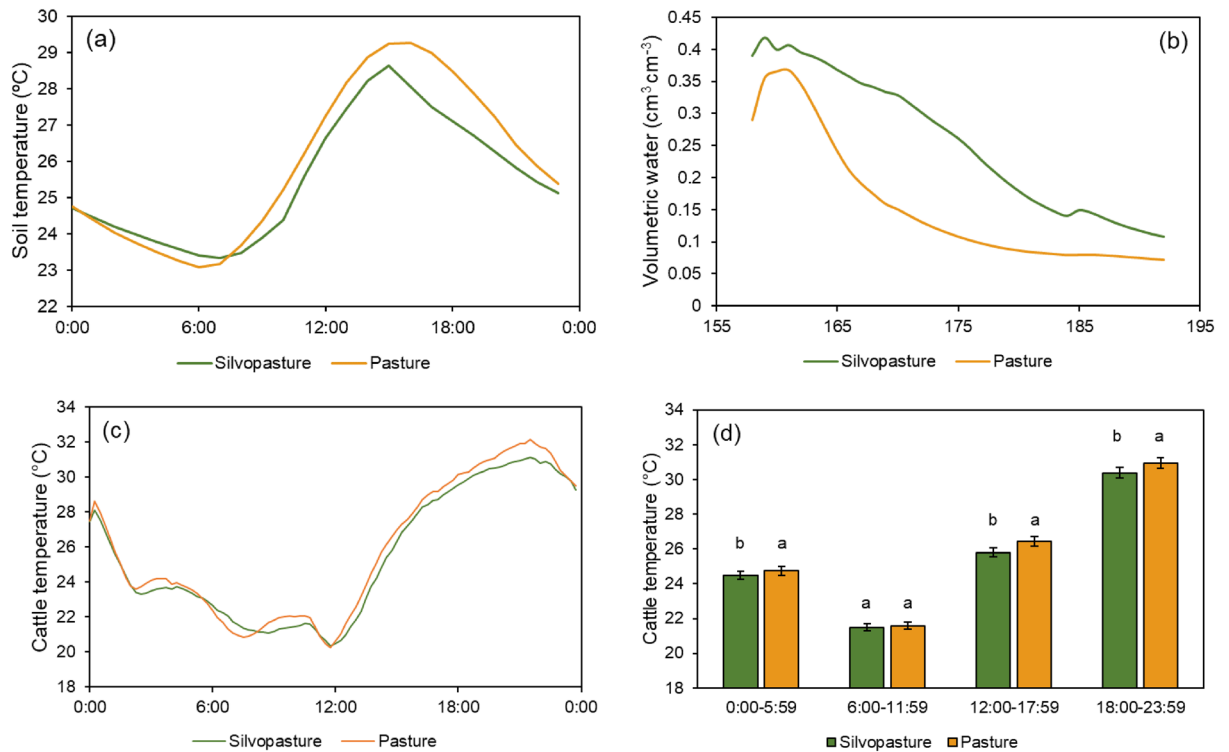 (a)
Soil temperature (ºC)
30
29
28
27
26
25
24
23
22
0:00 6:00 12:00 18:00 0:00
Silvopasture Pasture
(b)
Volumetric water (cm³ cm⁻³)
0.45
0.4
0.35
0.3
0.25
0.2
0.15
0.1
0.05
0
155 165 175 185 195
Silvopasture Pasture
(c)
Cattle temperature (°C)
34
32
30
28
26
24
22
20
18
0:00 6:00 12:00 18:00 0:00
Silvopasture Pasture
(d)
Cattle temperature (°C)
34
32
30
28
26
24
22
20
18
b a a a b a b a
0:00-5:59 6:00-11:59 12:00-17:59 18:00-23:59
Silvopasture Pasture